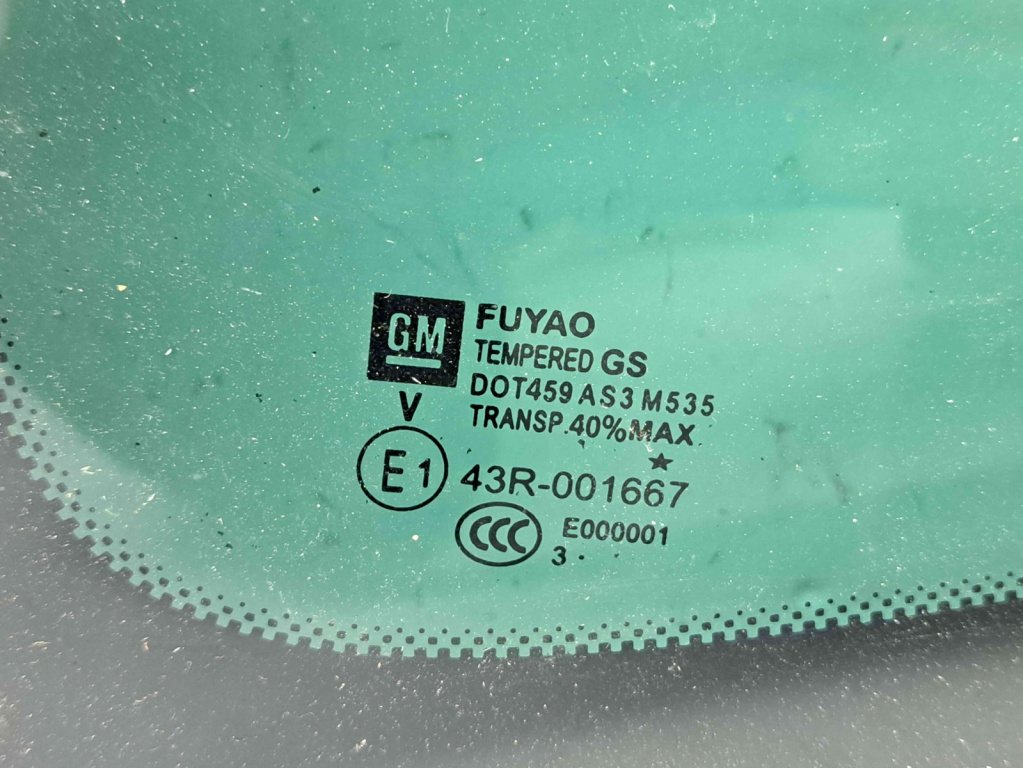 GM
FUYAO
TEMPERED GS
DOT459 AS3 M535
V
TRANSP.40%MAX.
★
E1 43R-001667
CCC E000001
3 ·